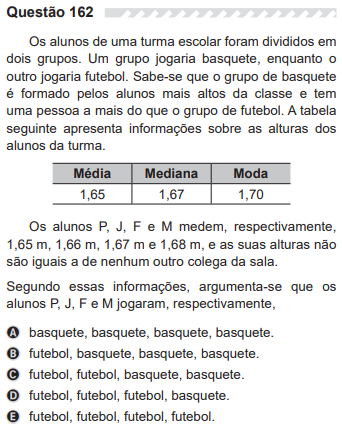 Questão 162
Os alunos de uma turma escolar foram divididos em
dois grupos. Um grupo jogaria basquete, enquanto o
outro jogaria futebol. Sabe-se que o grupo de basquete
é formado pelos alunos mais altos da classe e tem
uma pessoa a mais do que o grupo de futebol. A tabela
seguinte apresenta informações sobre as alturas dos
alunos da turma.
Média Mediana Moda
1,65 1,67 1,70
Os alunos P, J, F e M medem, respectivamente,
1,65 m, 1,66 m, 1,67 m e 1,68 m, e as suas alturas não
são iguais a de nenhum outro colega da sala.
Segundo essas informações, argumenta-se que os
alunos P, J, F e M jogaram, respectivamente,
A basquete, basquete, basquete, basquete.
B futebol, basquete, basquete, basquete.
C futebol, futebol, basquete, basquete.
D futebol, futebol, futebol, basquete.
E futebol, futebol, futebol, futebol.